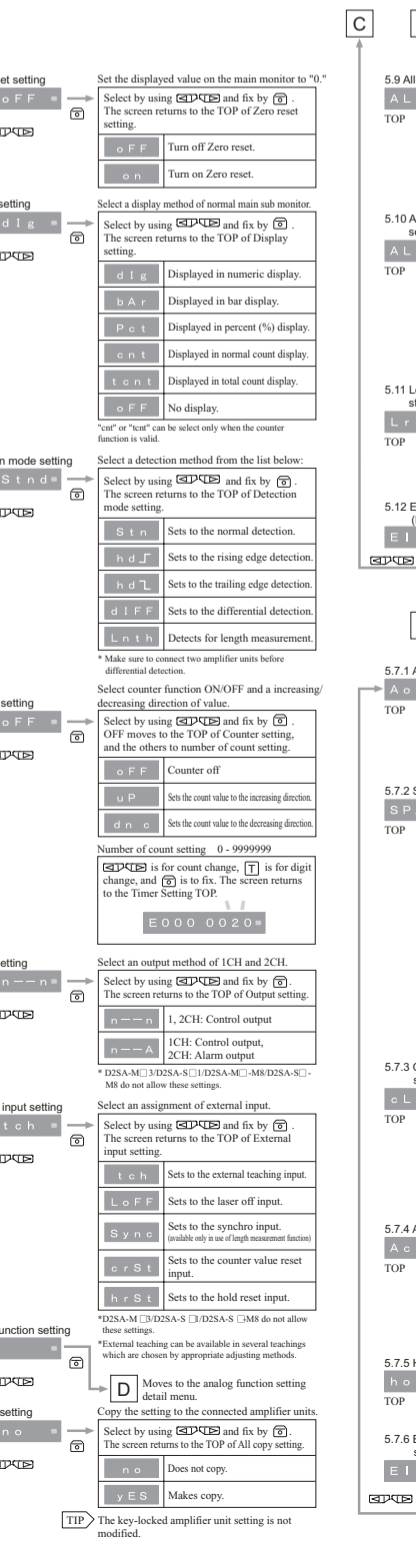 C
et setting
o F F =
Set the displayed value on the main monitor to "0."
Select by using and fix by .
The screen returns to the TOP of Zero reset
setting.
o F F Turn off Zero reset.
o n Turn on Zero reset.
setting
d I g =
Select a display method of normal main sub monitor.
Select by using and fix by .
The screen returns to the TOP of Display
setting.
d I g Displayed in numeric display.
b A r Displayed in bar display.
P c t Displayed in percent (%) display.
c n t Displayed in normal count display.
t c n t Displayed in total count display.
o F F No display.
"cnt" or "tcnt" can be select only when the counter
function is valid.
n mode setting
S t n d =
Select a detection method from the list below:
Select by using and fix by .
The screen returns to the TOP of Detection
mode setting.
S t n Sets to the normal detection.
h d Sets to the rising edge detection.
h d Sets to the trailing edge detection.
d I F F Sets to the differential detection.
L n t h Detects for length measurement.
* Make sure to connect two amplifier units before
differential detection.
setting
o F F =
Select counter function ON/OFF and a increasing/
decreasing direction of value.
Select by using and fix by .
OFF moves to the TOP of Counter setting,
and the others to number of count setting.
o F F Counter off
u P Sets the count value to the increasing direction.
d n c Sets the count value to the decreasing direction.
Number of count setting 0 - 9999999
is for count change, T is for digit
change, and is to fix. The screen returns
to the Timer Setting TOP.
E 0 0 0 0 0 2 0 =
etting
n — — n =
Select an output method of 1CH and 2CH.
Select by using and fix by .
The screen returns to the TOP of Output setting.
n — — n 1, 2CH: Control output
n — — A 1CH: Control output,
2CH: Alarm output
* D2SA-M□3/D2SA-S□1/D2SA-M□-M8/D2SA-S□-
M8 do not allow these settings.
input setting
t c h =
Select an assignment of external input.
Select by using and fix by .
The screen returns to the TOP of External
input setting.
t c h Sets to the external teaching input.
L o F F Sets to the laser off input.
S y n c Sets to the synchro input.
(available only in use of length measurement function)
c r S t Sets to the counter value reset
input.
h r S t Sets to the hold reset input.
*D2SA-M □3/D2SA-S □1/D2SA-S □-M8 do not allow
these settings.
*External teaching can be available in several teachings
which are chosen by appropriate adjusting methods.
unction setting
=
D Moves to the analog function setting
detail menu.
setting
n o =
Copy the setting to the connected amplifier units.
Select by using and fix by .
The screen returns to the TOP of All copy setting.
n o Does not copy.
y E S Makes copy.
TIP The key-locked amplifier unit setting is not
modified.
5.9 All
A L
TOP
5.10 A
se
A L
TOP
5.11 L
st
L r
TOP
5.12 E
(
E I
5.7.1 A
A o
TOP
5.7.2 S
S P
TOP
5.7.3 C
s
c L
TOP
5.7.4 A
A c
TOP
5.7.5 H
h o
TOP
5.7.6 E
s
E I